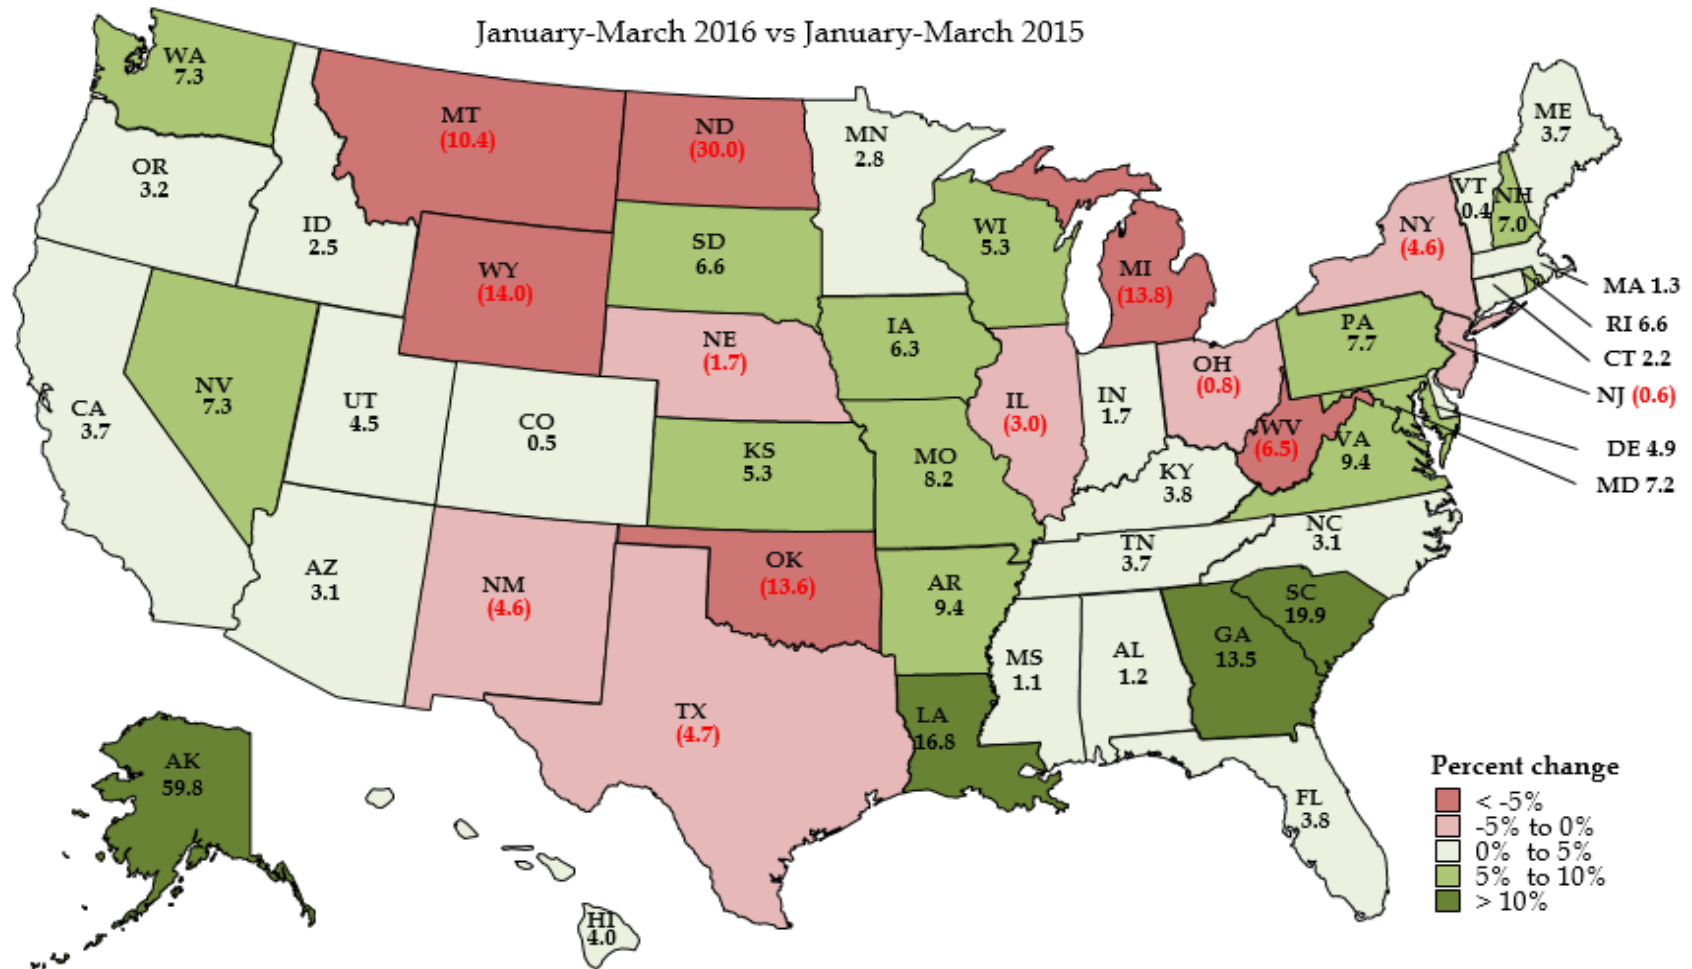 January-March 2016 vs January-March 2015
WA
7.3
MT
(10.4)
ND
(30.0)
MN
2.8
ME
3.7
OR
3.2
ID
2.5
WY
(14.0)
SD
6.6
WI
5.3
MI
(13.8)
NY
(4.6)
VT
0.4
NH
7.0
MA 1.3
RI 6.6
CT 2.2
NJ (0.6)
DE 4.9
MD 7.2
CA
3.7
NV
7.3
UT
4.5
CO
0.5
NE
(1.7)
KS
5.3
IA
6.3
MO
8.2
IL
(3.0)
IN
1.7
OH
(0.8)
PA
7.7
WV
(6.5)
VA
9.4
KY
3.8
NC
3.1
TN
3.7
AZ
3.1
NM
(4.6)
OK
(13.6)
AR
9.4
SC
19.9
GA
13.5
MS
1.1
AL
1.2
TX
(4.7)
LA
16.8
FL
3.8
AK
59.8
HI
4.0
Percent change
< -5%
-5% to 0%
0% to 5%
5% to 10%
> 10%